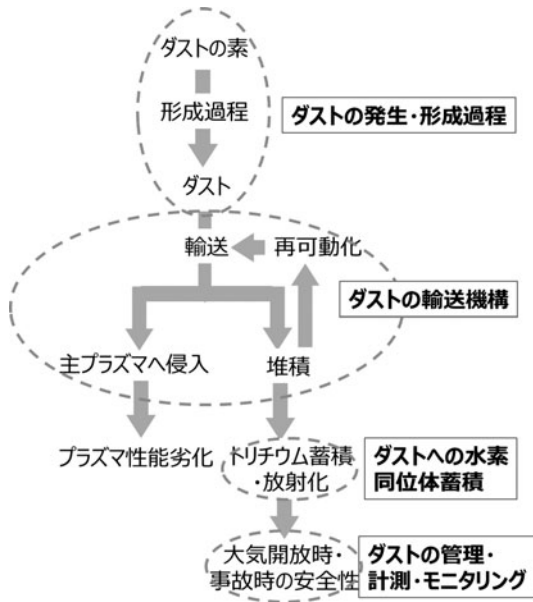 ダストの素
形成過程
ダストの発生・形成過程
ダスト
輸送
再可動化
ダストの輸送機構
主プラズマへ侵入
堆積
プラズマ性能劣化
トリチウム蓄積
・放射化
ダストへの水素
同位体蓄積
大気開放時・
事故時の安全性
ダストの管理・
計測・モニタリング